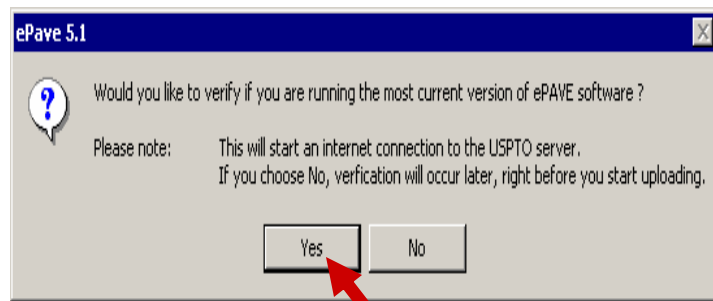 ePave 5.1
Would you like to verify if you are running the most current version of ePAVE software ?
Please note: This will start an internet connection to the USPTO server.
If you choose No, verfication will occur later, right before you start uploading.
Yes No